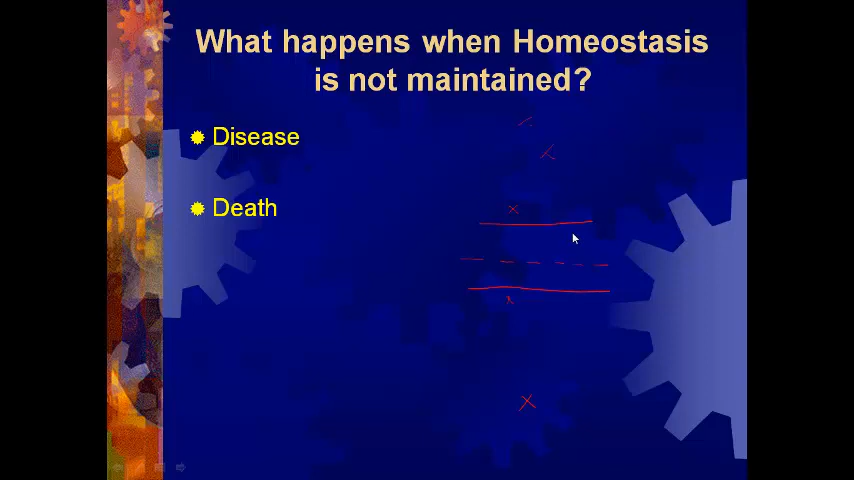 What happens when Homeostasis
is not maintained?
Disease
Death